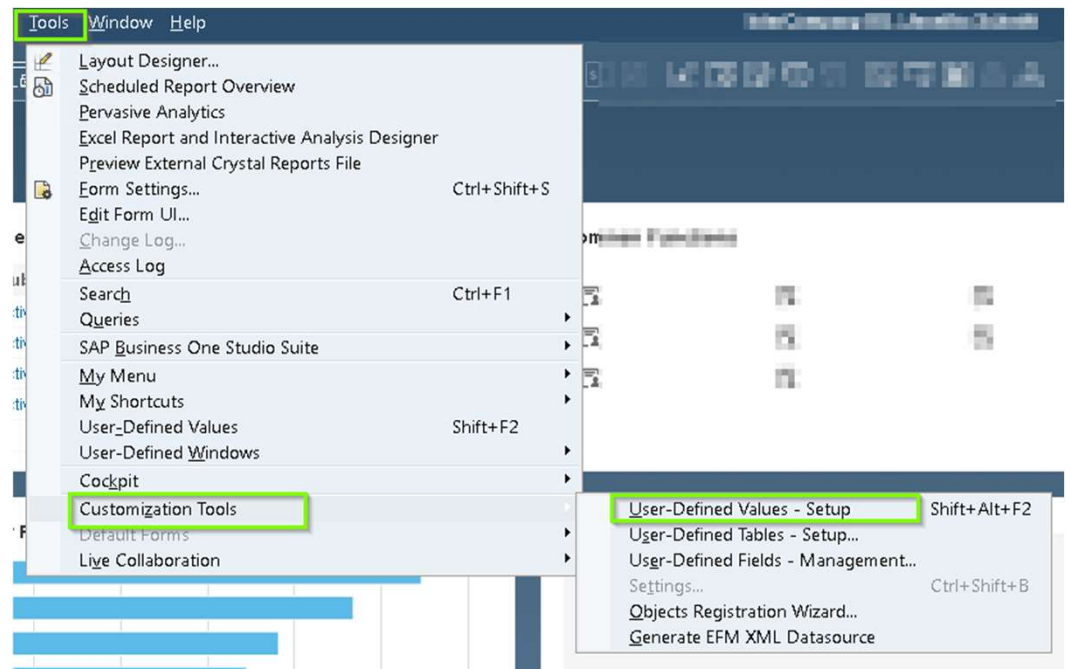 Tools Window Help
Layout Designer...
Scheduled Report Overview
Pervasive Analytics
Excel Report and Interactive Analysis Designer
Preview External Crystal Reports File
Form Settings... Ctrl+Shift+S
Edit Form UI...
Change Log...
Access Log
Search Ctrl+F1
Queries
SAP Business One Studio Suite
My Menu
My Shortcuts
User-Defined Values Shift+F2
User-Defined Windows
Cockpit
Customization Tools
Default Forms
Live Collaboration
User-Defined Values - Setup Shift+Alt+F2
User-Defined Tables - Setup...
User-Defined Fields - Management...
Settings... Ctrl+Shift+B
Objects Registration Wizard...
Generate EFM XML Datasource